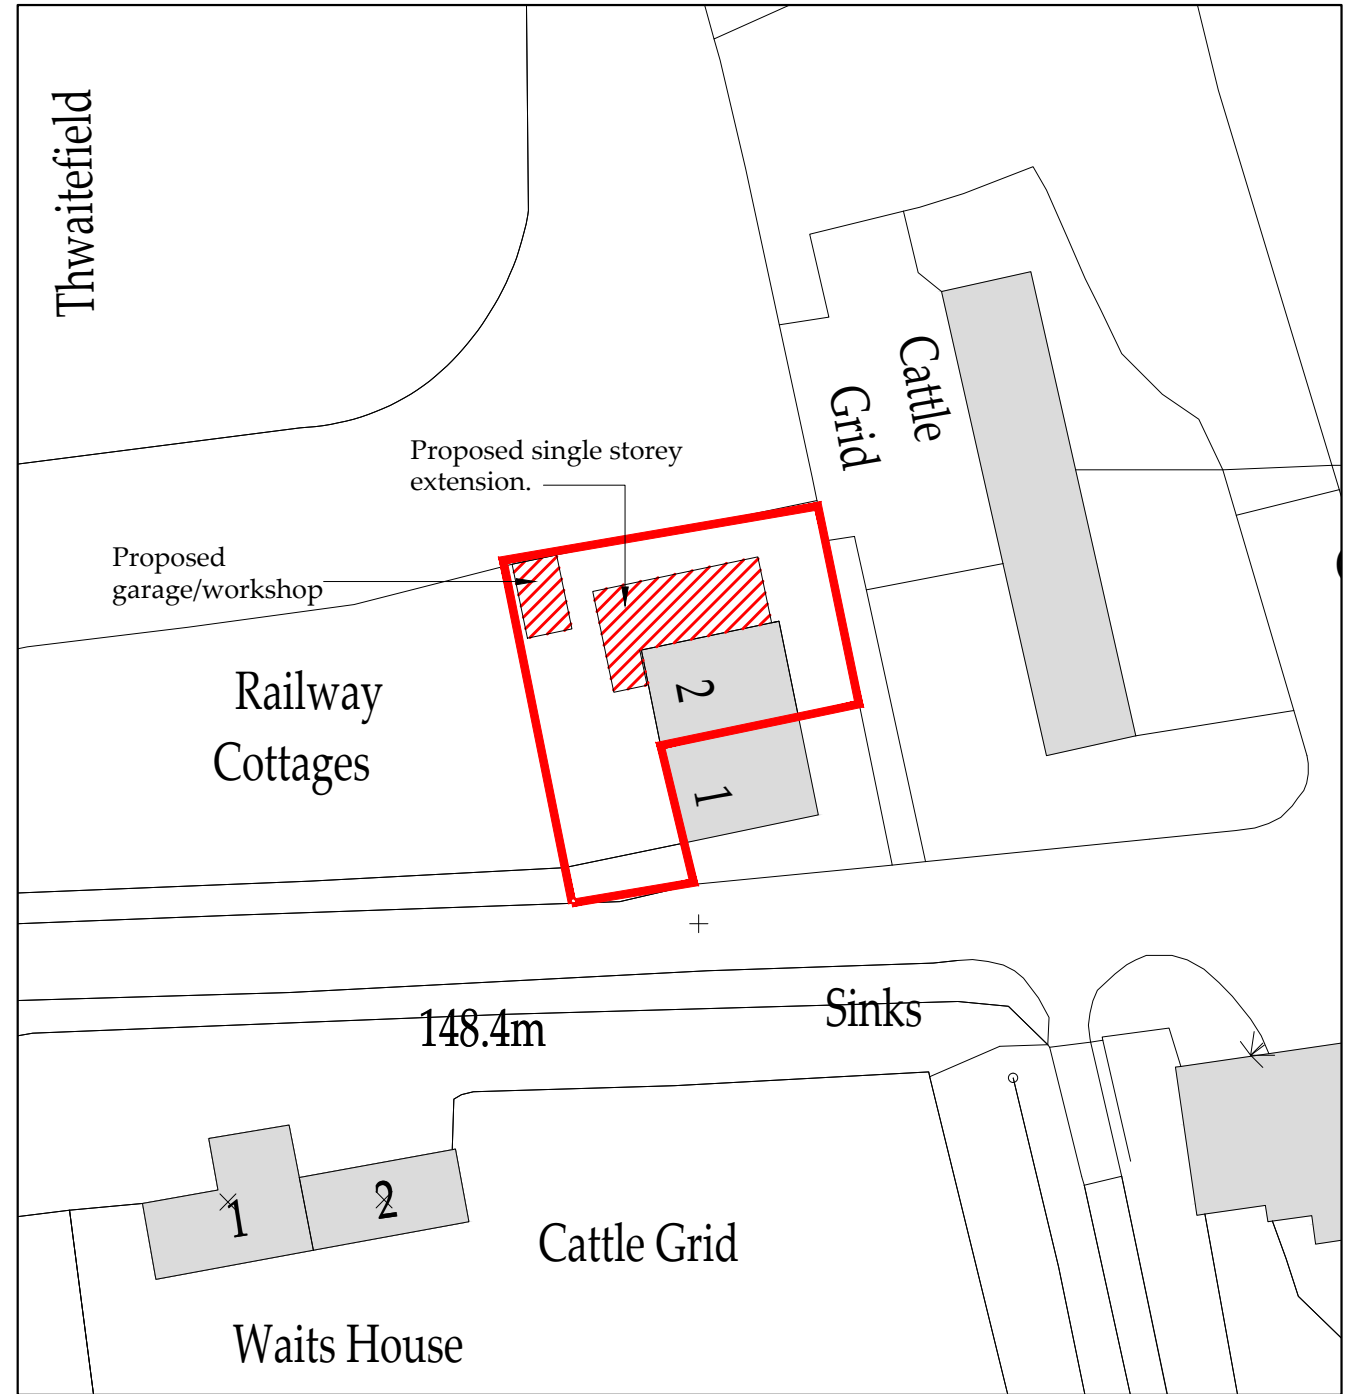 Thwaitefield
Cattle
Grid
Proposed single storey
extension.
Proposed
garage/workshop
Railway
Cottages
2
1
148.4m
Sinks
1
2
Cattle Grid
Waits House